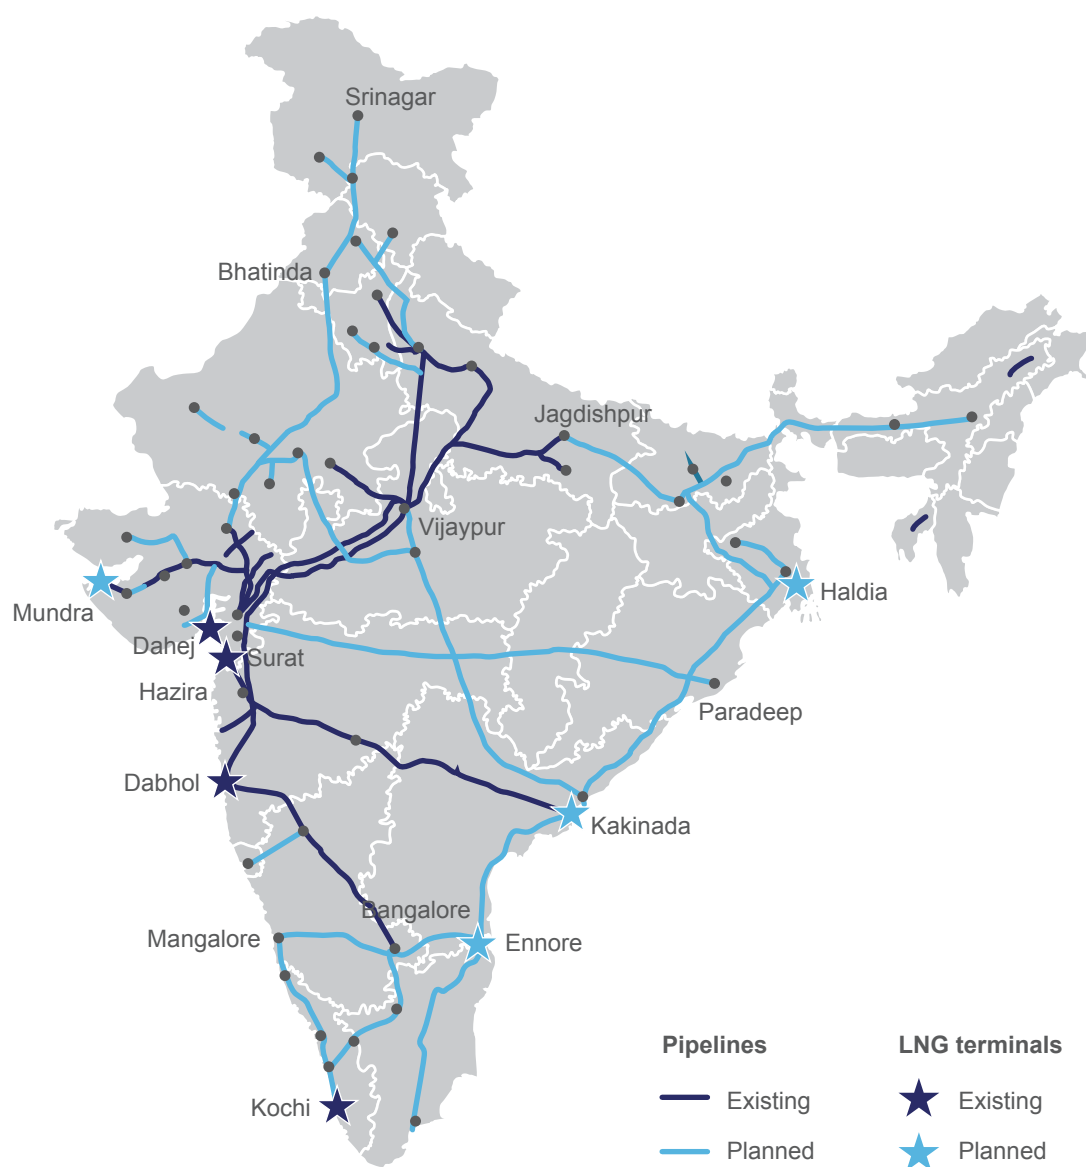 Srinagar
Bhatinda
Jagdishpur
Vijaypur
Mundra
Haldia
Dahej
Surat
Hazira
Paradeep
Dabhol
Kakinada
Bangalore
Mangalore
Ennore
Pipelines
LNG terminals
Kochi
Existing
Existing
Planned
Planned